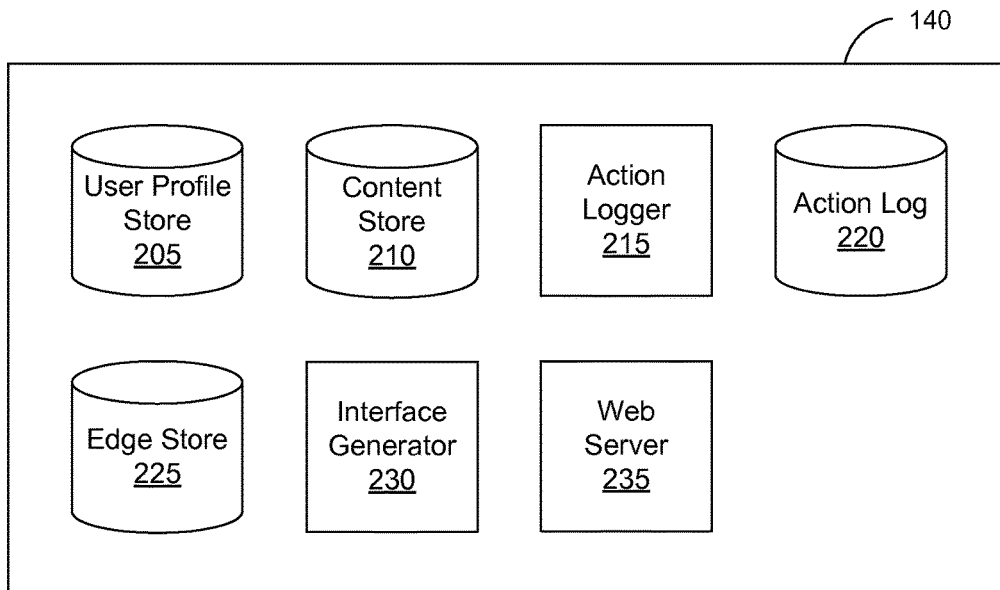 140
User Profile
Store
205
Content
Store
210
Action
Logger
215
Action Log
220
Edge Store
225
Interface
Generator
230
Web
Server
235